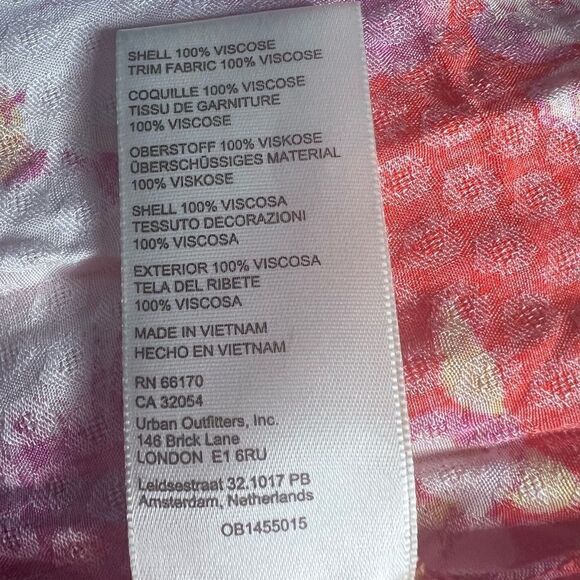 SHELL 100% VISCOSE
TRIM FABRIC 100% VISCOSE
COQUILLE 100% VISCOSE
TISSU DE GARNITURE
100% VISCOSE
OBERSTOFF 100% VISKOSE
ÜBERSCHÜSSIGES MATERIAL
100% VISKOSE
SHELL 100% VISCOSA
TESSUTO DECORAZIONI
100% VISCOSA
EXTERIOR 100% VISCOSA
TELA DEL RIBETE
100% VISCOSA
MADE IN VIETNAM
HECHO EN VIETNAM
RN 66170
CA 32054
Urban Outfitters, Inc.
146 Brick Lane
LONDON E1 6RU
Leidsestraat 32.1017 PB
Amsterdam, Netherlands
OB1455015